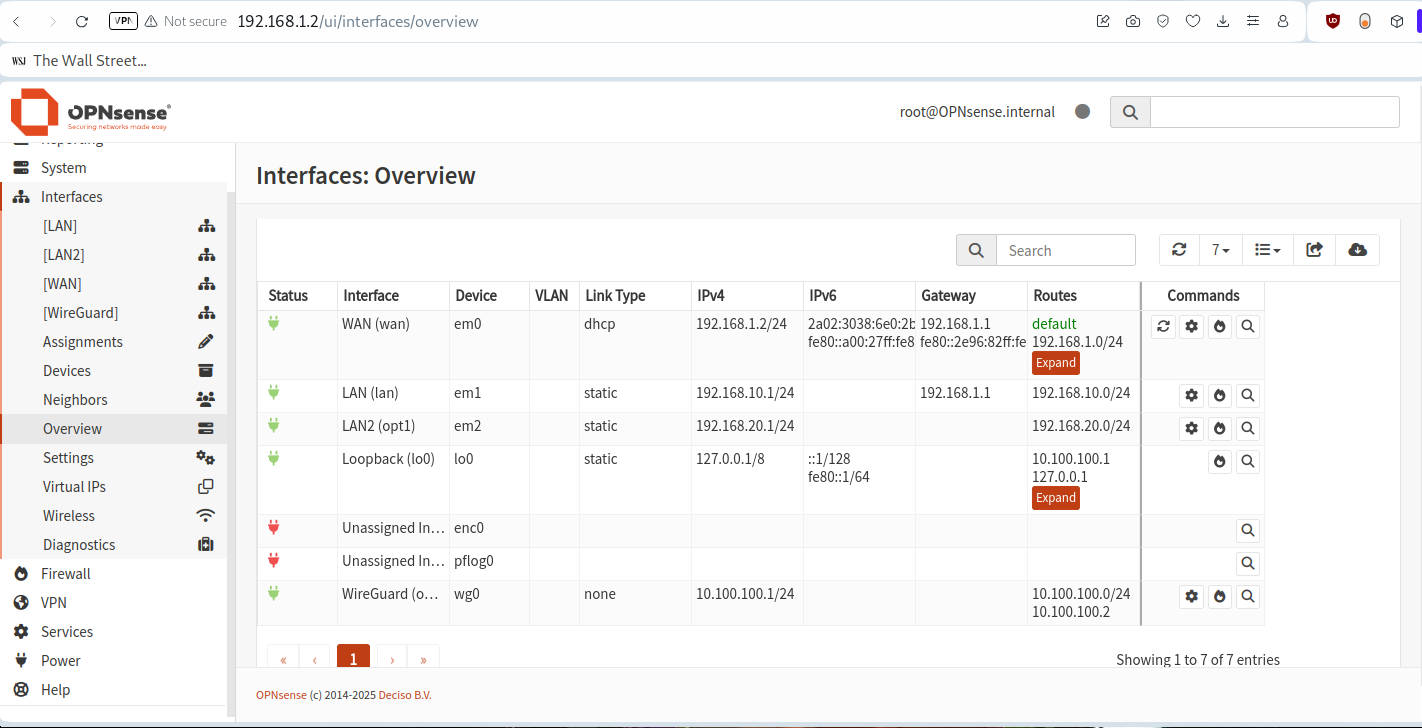 VPN Not secure 192.168.1.2/ui/interfaces/overview
WSJ The Wall Street...
OPNsense®
Securing networks made easy
root@OPNsense.internal
Reporting
System
Interfaces
[LAN]
[LAN2]
[WAN]
[WireGuard]
Assignments
Devices
Neighbors
Overview
Settings
Virtual IPs
Wireless
Diagnostics
Firewall
VPN
Services
Power
Help
Interfaces: Overview
Search 7
Status Interface Device VLAN Link Type IPv4 IPv6 Gateway Routes Commands
WAN (wan) em0 dhcp 192.168.1.2/24 2a02:3038:6e0:2b 192.168.1.1 default
fe80::a00:27ff:fe8 fe80::2e96:82ff:fe 192.168.1.0/24
Expand
LAN (lan) em1 static 192.168.10.1/24 192.168.1.1 192.168.10.0/24
LAN2 (opt1) em2 static 192.168.20.1/24 192.168.20.0/24
Loopback (lo0) lo0 static 127.0.0.1/8 ::1/128 10.100.100.1
fe80::1/64 127.0.0.1
Expand
Unassigned In... enc0
Unassigned In... pflog0
WireGuard (o... wg0 none 10.100.100.1/24 10.100.100.0/24
10.100.100.2
« ‹ 1 › »
Showing 1 to 7 of 7 entries
OPNsense (c) 2014-2025 Deciso B.V.